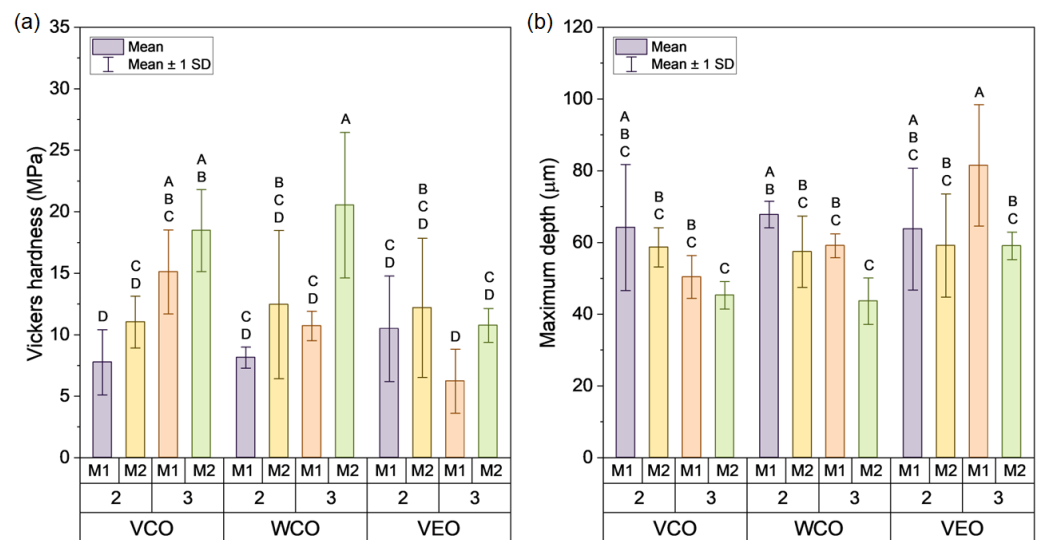 (a)
35
30
25
20
15
10
5
0
Vickers hardness (MPa)
Mean
Mean ± 1 SD
D
C
D
A
B
C
A
B
C
D
B
C
D
C
D
A
C
D
B
C
D
D
C
D
M1 M2 M1 M2 M1 M2 M1 M2 M1 M2 M1 M2
2 3 2 3 2 3
VCO WCO VEO
(b)
120
100
80
60
40
20
0
Maximum depth (μm)
Mean
Mean ± 1 SD
A
B
C
B
C
B
C
C
A
B
B
C
B
C
C
A
B
C
B
C
A
B
C
M1 M2 M1 M2 M1 M2 M1 M2 M1 M2 M1 M2
2 3 2 3 2 3
VCO WCO VEO